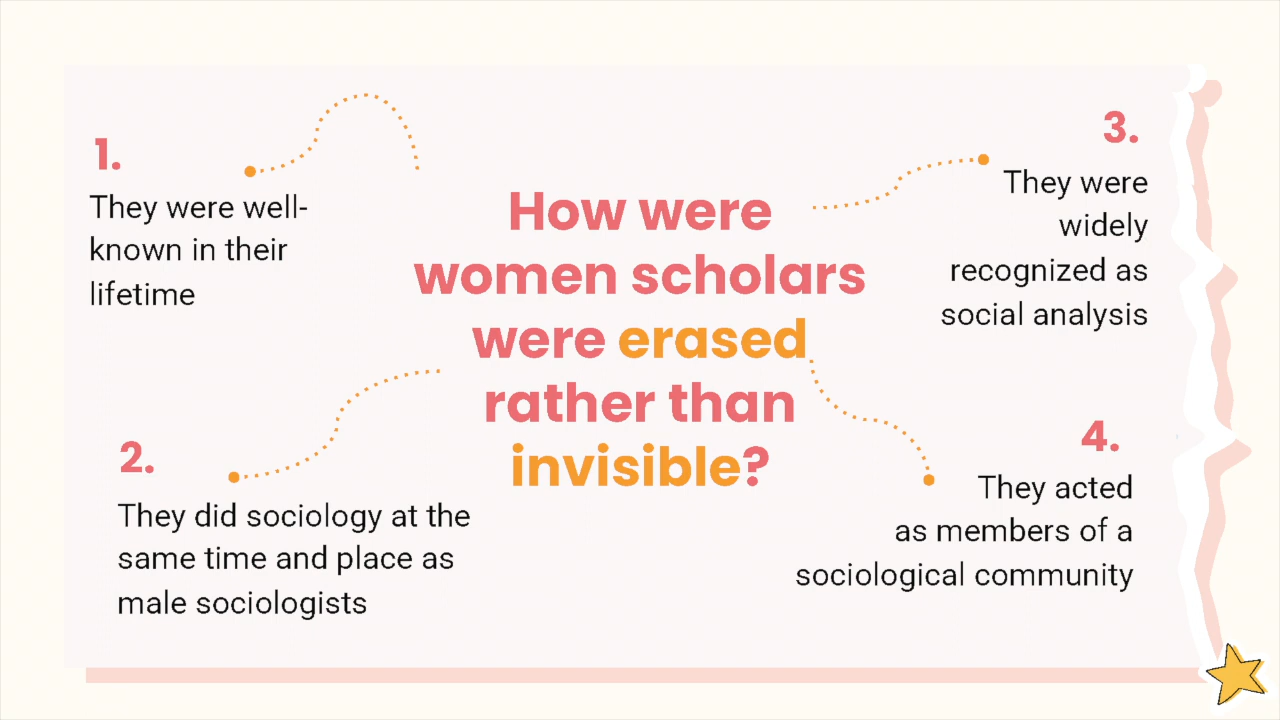 How were
women scholars
were erased
rather than
invisible?
1.
They were well-
known in their
lifetime
2.
They did sociology at the
same time and place as
male sociologists
3.
They were
widely
recognized as
social analysis
4.
They acted
as members of a
sociological community